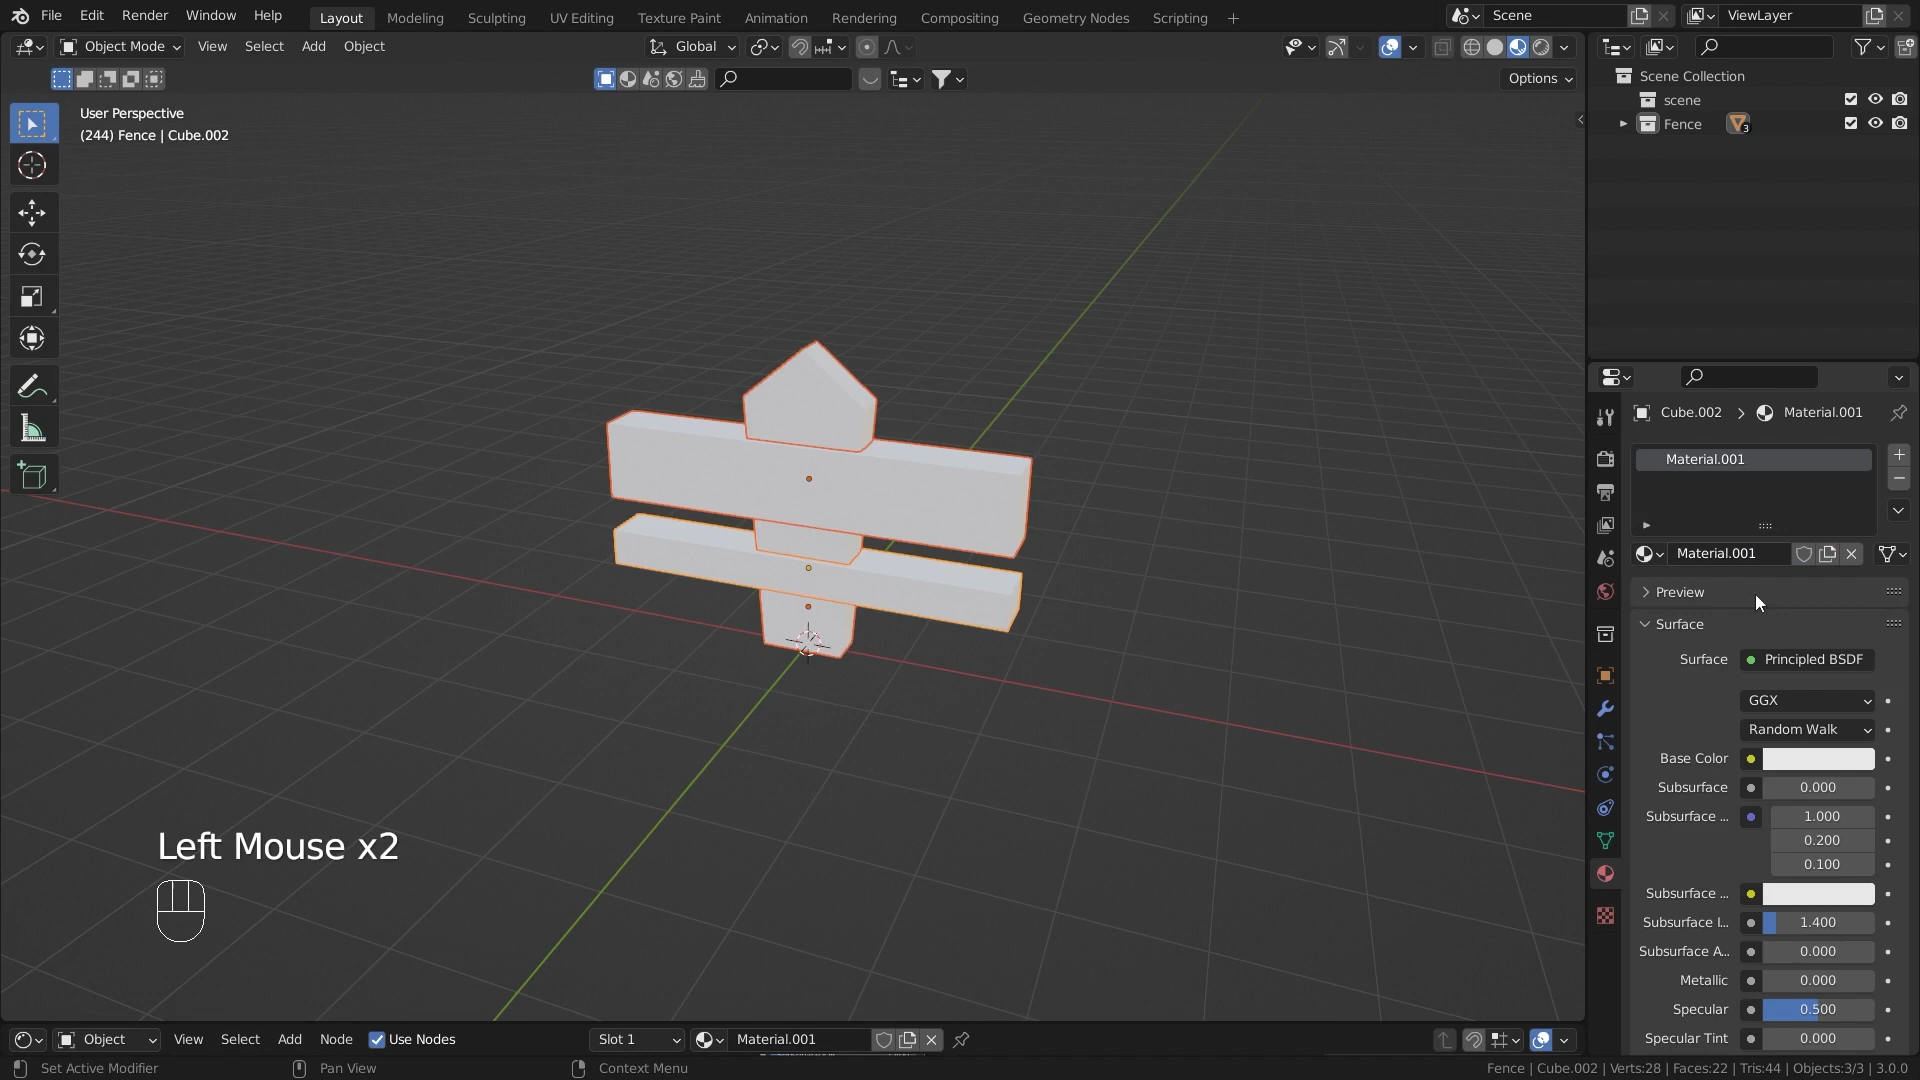 File Edit Render Window Help Layout Modeling Sculpting UV Editing Texture Paint Animation Rendering Compositing Geometry Nodes Scripting + Scene ViewLayer
Object Mode View Select Add Object Global
Options
User Perspective
(244) Fence | Cube.002
Scene Collection
scene
Fence 3
Cube.002 > Material.001
Material.001
Material.001
Preview
Surface
Surface Principled BSDF
GGX
Random Walk
Base Color
Subsurface 0.000
Subsurface ... 1.000
0.200
0.100
Subsurface ...
Subsurface I... 1.400
Subsurface A... 0.000
Metallic 0.000
Specular 0.500
Specular Tint 0.000
Left Mouse x2
Object View Select Add Node Use Nodes Slot 1 Material.001
Set Active Modifier Pan View Context Menu Fence | Cube.002 | Verts:28 | Faces:22 | Tris:44 | Objects:3/3 | 3.0.0